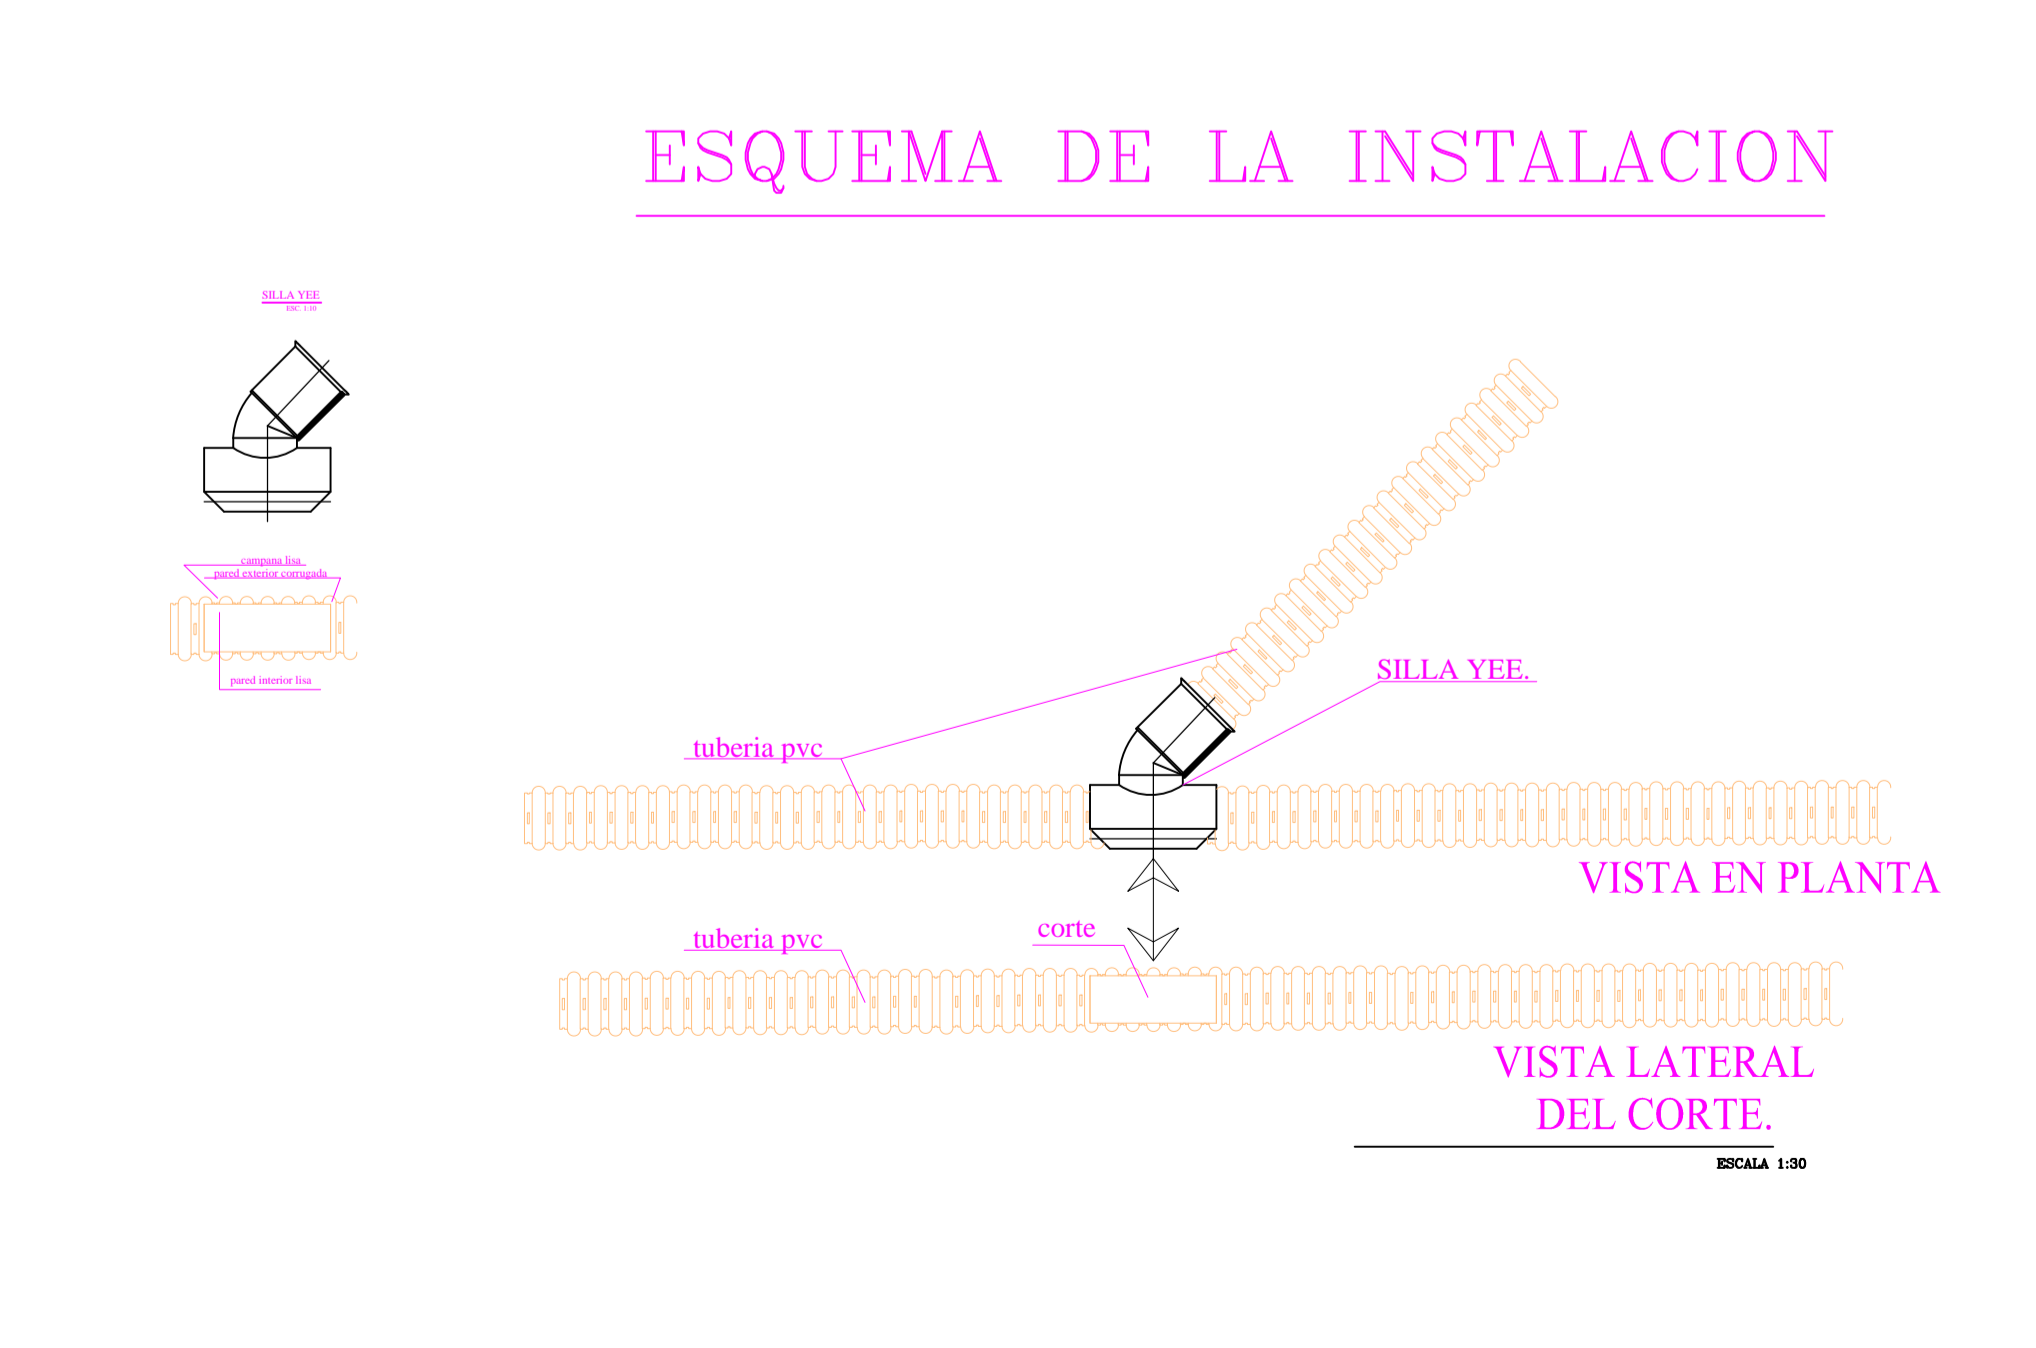 ESQUEMA DE LA INSTALACION
SILLA YEE
ESC. 1:10
campana lisa
pared exterior corrugada
pared interior lisa
SILLA YEE.
tuberia pvc
VISTA EN PLANTA
tuberia pvc
corte
VISTA LATERAL
DEL CORTE.
ESCALA 1:30